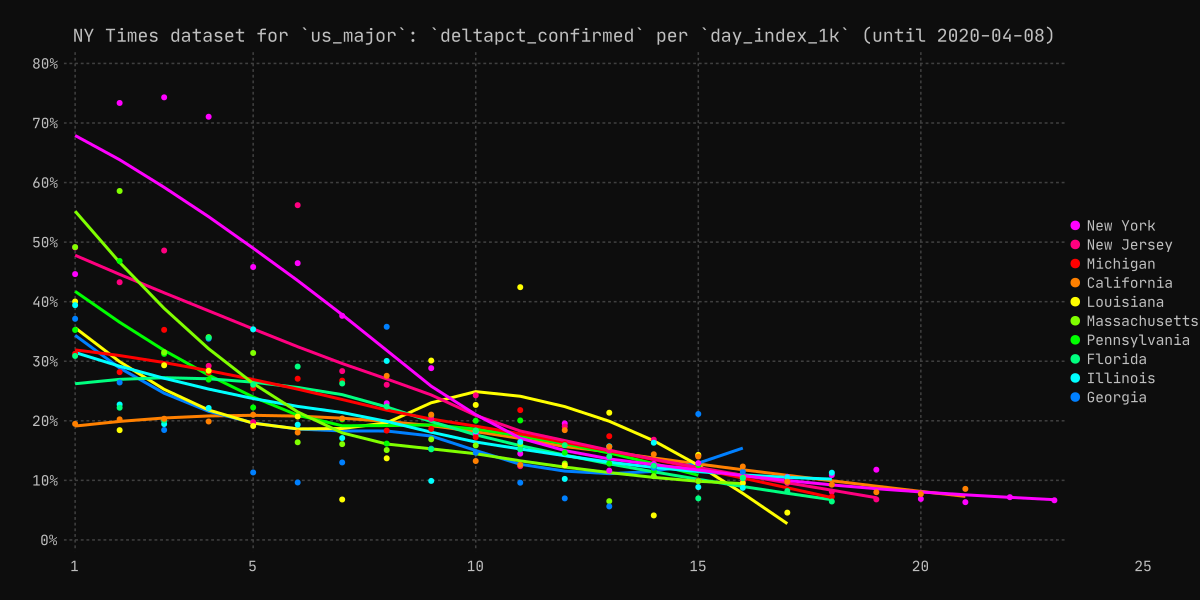 NY Times dataset for `us_major`: `deltapct_confirmed` per `day_index_1k` (until 2020-04-08)
80%
70%
60%
50%
40%
30%
20%
10%
0%
1 5 10 15 20 25
New York
New Jersey
Michigan
California
Louisiana
Massachusetts
Pennsylvania
Florida
Illinois
Georgia